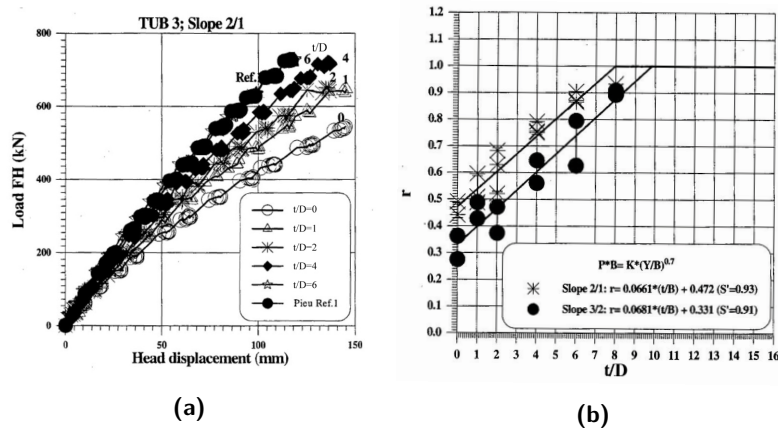 TUB 3; Slope 2/1
t/D
Ref.1
6
4
2
1
0
Load FH (kN)
800
600
400
200
0
t/D=0
t/D=1
t/D=2
t/D=4
t/D=6
Pieu Ref.1
0 50 100 150
Head displacement (mm)
(a)
r
1.2
1.1
1.0
0.9
0.8
0.7
0.6
0.5
0.4
0.3
0.2
0.1
0.0
P*B= K*(Y/B)0.7
Slope 2/1: r= 0.0661*(t/B) + 0.472 (S'=0.93)
Slope 3/2: r= 0.0681*(t/B) + 0.331 (S'=0.91)
0 1 2 3 4 5 6 7 8 9 10 11 12 13 14 15 16
t/D
(b)